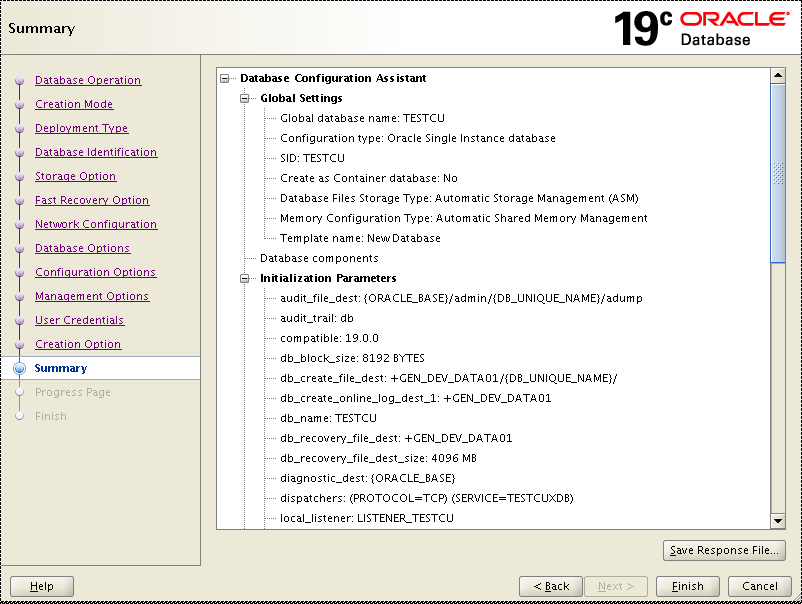 Summary
19c ORACLE
Database
Database Operation
Creation Mode
Deployment Type
Database Identification
Storage Option
Fast Recovery Option
Network Configuration
Database Options
Configuration Options
Management Options
User Credentials
Creation Option
Summary
Progress Page
Finish
Database Configuration Assistant
Global Settings
Global database name: TESTCU
Configuration type: Oracle Single Instance database
SID: TESTCU
Create as Container database: No
Database Files Storage Type: Automatic Storage Management (ASM)
Memory Configuration Type: Automatic Shared Memory Management
Template name: New Database
Database components
Initialization Parameters
audit_file_dest: {ORACLE_BASE}/admin/{DB_UNIQUE_NAME}/adump
audit_trail: db
compatible: 19.0.0
db_block_size: 8192 BYTES
db_create_file_dest: +GEN_DEV_DATA01/{DB_UNIQUE_NAME}/
db_create_online_log_dest_1: +GEN_DEV_DATA01
db_name: TESTCU
db_recovery_file_dest: +GEN_DEV_DATA01
db_recovery_file_dest_size: 4096 MB
diagnostic_dest: {ORACLE_BASE}
dispatchers: (PROTOCOL=TCP) (SERVICE=TESTCUXDB)
local_listener: LISTENER_TESTCU
Save Response File...
Help
< Back
Next >
Finish
Cancel